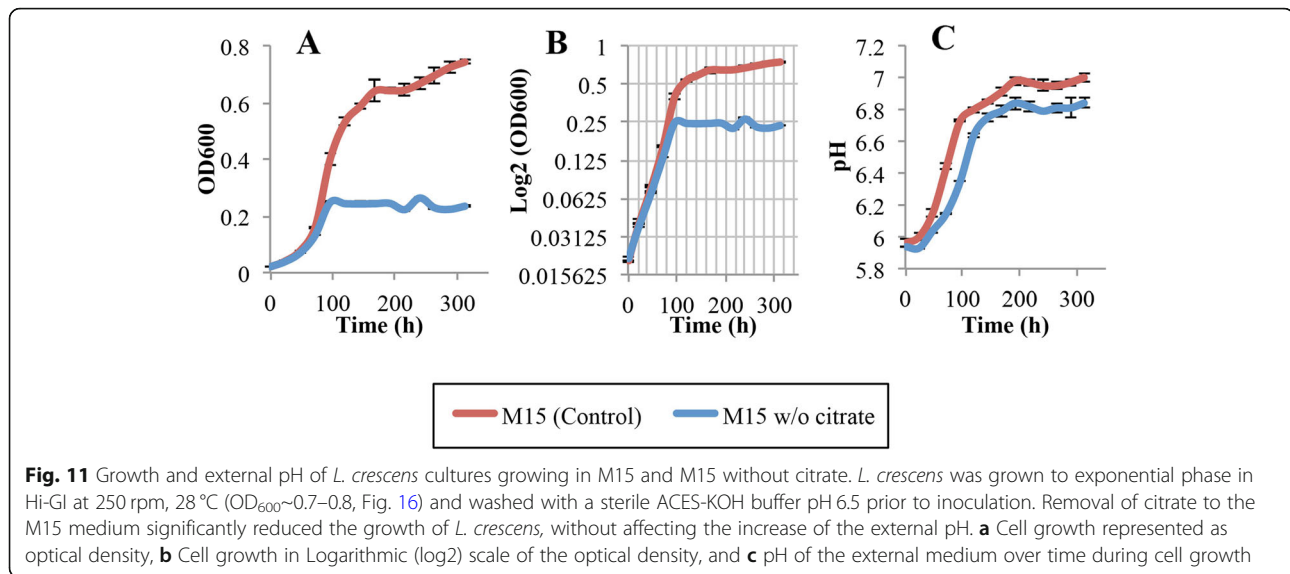 A
OD600
0.8
0.6
0.4
0.2
0
0 100 200 300
Time (h)
B
Log2 (OD600)
1
0.5
0.25
0.125
0.0625
0.03125
0.015625
0 100 200 300
Time (h)
C
pH
7.2
7
6.8
6.6
6.4
6.2
6
5.8
0 100 200 300
Time (h)
M15 (Control) M15 w/o citrate
Fig. 11 Growth and external pH of L. crescens cultures growing in M15 and M15 without citrate. L. crescens was grown to exponential phase in
Hi-GI at 250 rpm, 28 °C (OD600~0.7–0.8, Fig. 16) and washed with a sterile ACES-KOH buffer pH 6.5 prior to inoculation. Removal of citrate to the
M15 medium significantly reduced the growth of L. crescens, without affecting the increase of the external pH. a Cell growth represented as
optical density, b Cell growth in Logarithmic (log2) scale of the optical density, and c pH of the external medium over time during cell growth